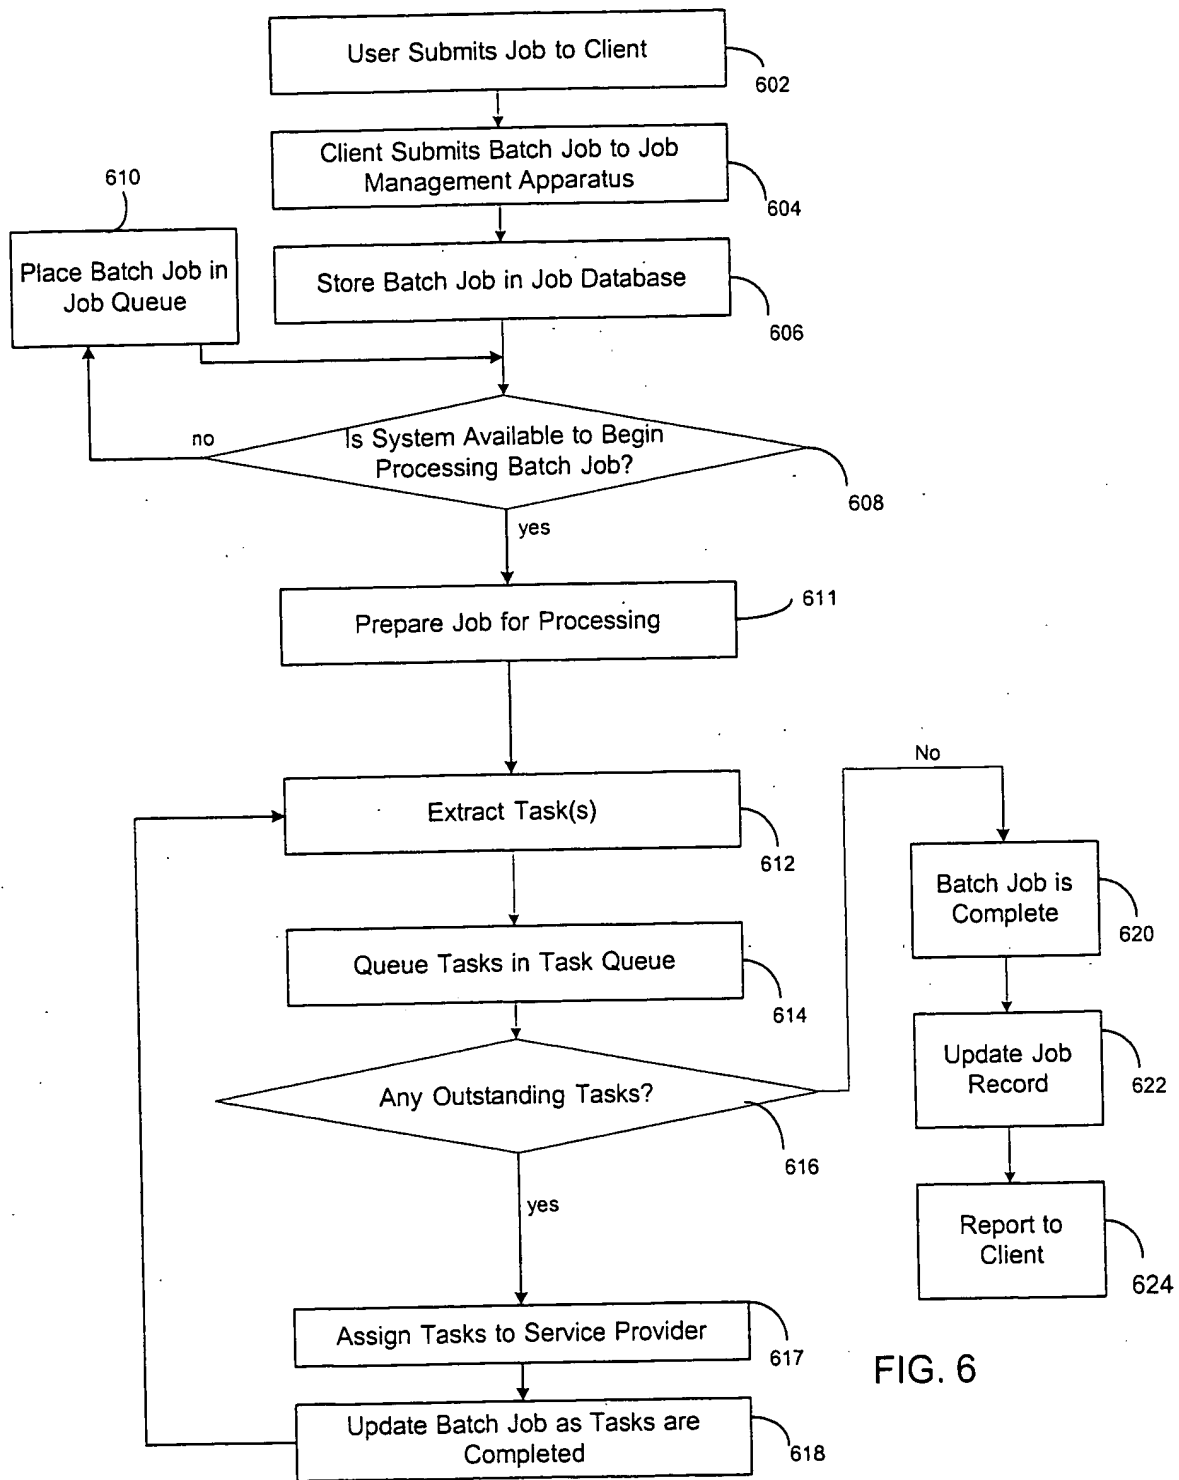 User Submits Job to Client
602
Client Submits Batch Job to Job
Management Apparatus
604
610
Place Batch Job in
Job Queue
Store Batch Job in Job Database
606
no
Is System Available to Begin
Processing Batch Job?
608
yes
Prepare Job for Processing
611
No
Extract Task(s)
612
Batch Job is
Complete
620
Queue Tasks in Task Queue
614
Update Job
Record
622
Any Outstanding Tasks?
616
yes
Report to
Client
624
Assign Tasks to Service Provider
617
FIG. 6
Update Batch Job as Tasks are
Completed
618